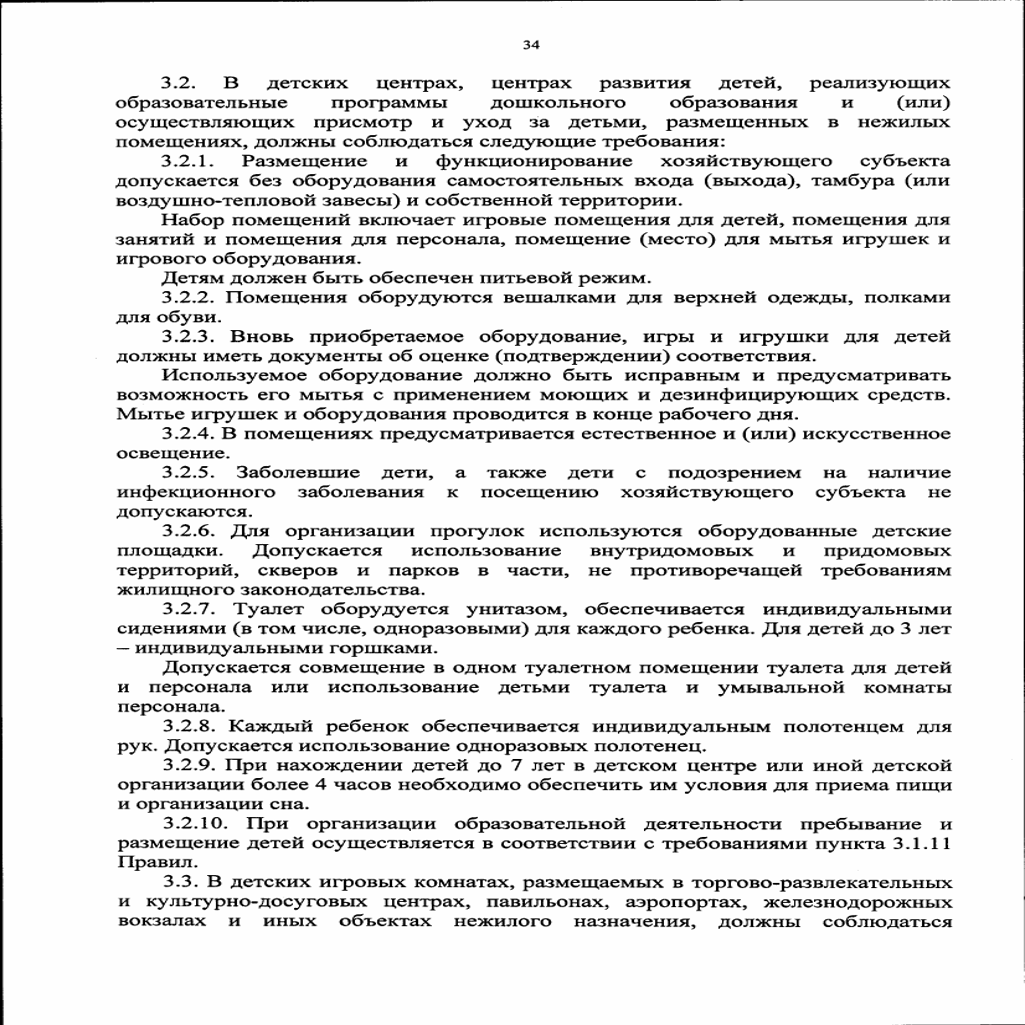 34
3.2. В детских центрах, центрах развития детей, реализующих
образовательные программы дошкольного образования и (или)
осуществляющих присмотр и уход за детьми, размещенных в нежилых
помещениях, должны соблюдаться следующие требования:
3.2.1. Размещение и функционирование хозяйствующего субъекта
допускается без оборудования самостоятельных входа (выхода), тамбура (или
воздушно-тепловой завесы) и собственной территории.
Набор помещений включает игровые помещения для детей, помещения для
занятий и помещения для персонала, помещение (место) для мытья игрушек и
игрового оборудования.
Детям должен быть обеспечен питьевой режим.
3.2.2. Помещения оборудуются вешалками для верхней одежды, полками
для обуви.
3.2.3. Вновь приобретаемое оборудование, игры и игрушки для детей
должны иметь документы об оценке (подтверждении) соответствия.
Используемое оборудование должно быть исправным и предусматривать
возможность его мытья с применением моющих и дезинфицирующих средств.
Мытье игрушек и оборудования проводится в конце рабочего дня.
3.2.4. В помещениях предусматривается естественное и (или) искусственное
освещение.
3.2.5. Заболевшие дети, а также дети с подозрением на наличие
инфекционного заболевания к посещению хозяйствующего субъекта не
допускаются.
3.2.6. Для организации прогулок используются оборудованные детские
площадки. Допускается использование внутридомовых и придомовых
территорий, скверов и парков в части, не противоречащей требованиям
жилищного законодательства.
3.2.7. Туалет оборудуется унитазом, обеспечивается индивидуальными
сидениями (в том числе, одноразовыми) для каждого ребенка. Для детей до 3 лет
– индивидуальными горшками.
Допускается совмещение в одном туалетном помещении туалета для детей
и персонала или использование детьми туалета и умывальной комнаты
персонала.
3.2.8. Каждый ребенок обеспечивается индивидуальным полотенцем для
рук. Допускается использование одноразовых полотенец.
3.2.9. При нахождении детей до 7 лет в детском центре или иной детской
организации более 4 часов необходимо обеспечить им условия для приема пищи
и организации сна.
3.2.10. При организации образовательной деятельности пребывание и
размещение детей осуществляется в соответствии с требованиями пункта 3.1.11
Правил.
3.3. В детских игровых комнатах, размещаемых в торгово-развлекательных
и культурно-досуговых центрах, павильонах, аэропортах, железнодорожных
вокзалах и иных объектах нежилого назначения, должны соблюдаться